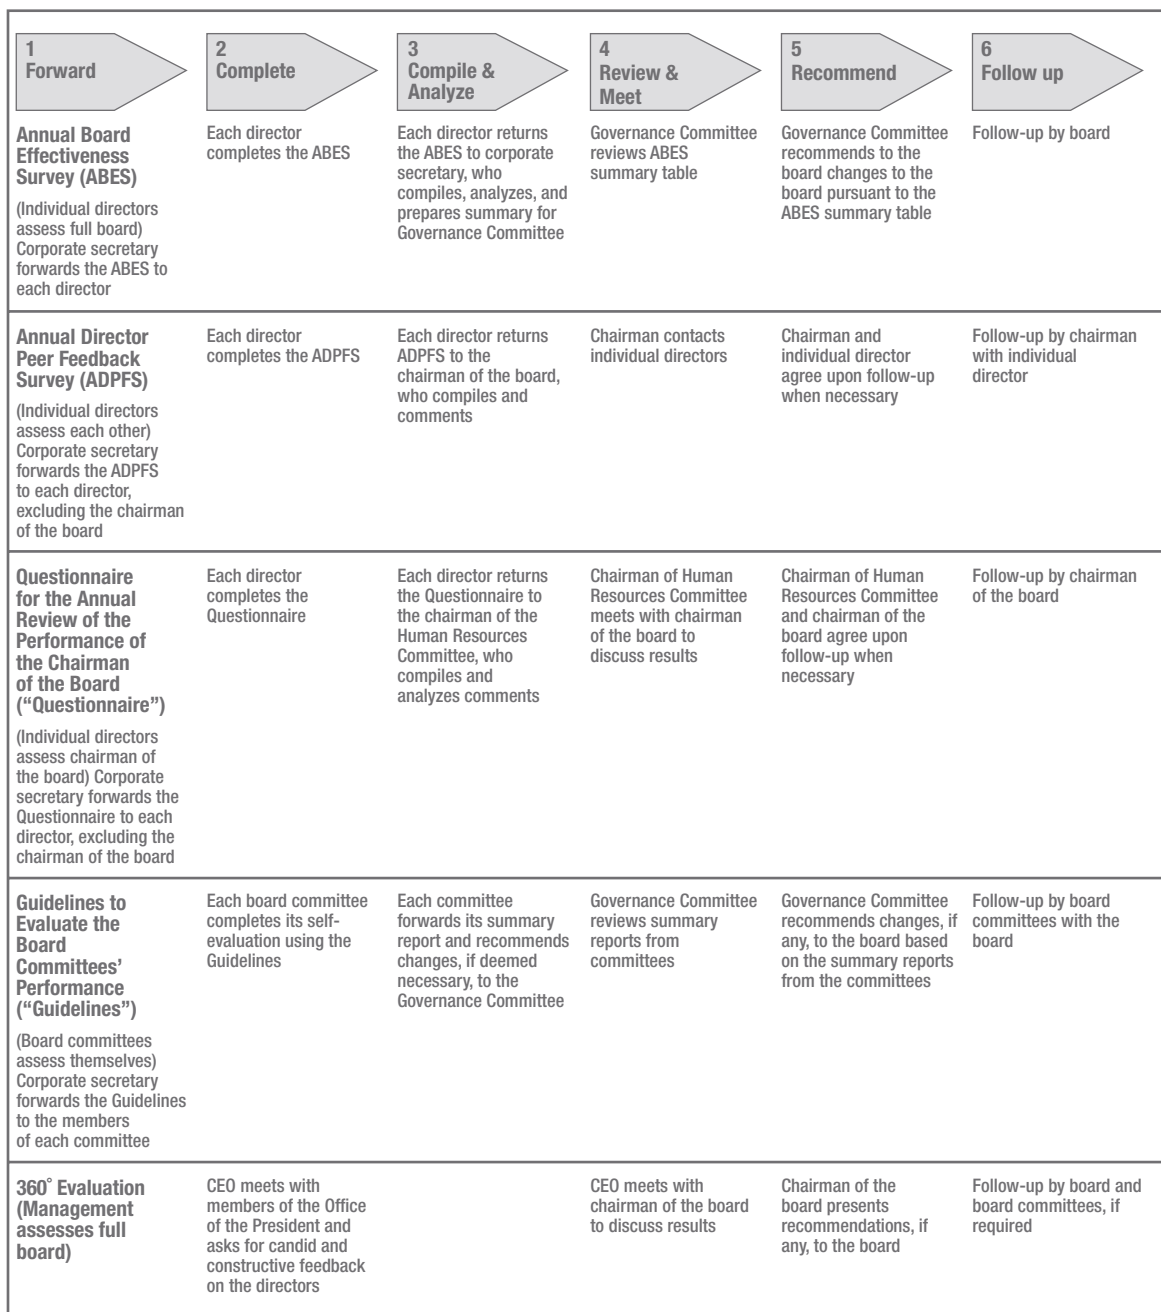 1
Forward
2
Complete
3
Compile &
Analyze
4
Review &
Meet
5
Recommend
6
Follow up
Annual Board
Effectiveness
Survey (ABES)
(Individual directors
assess full board)
Corporate secretary
forwards the ABES to
each director
Each director
completes the ABES
Each director returns
the ABES to corporate
secretary, who
compiles, analyzes, and
prepares summary for
Governance Committee
Governance Committee
reviews ABES
summary table
Governance Committee
recommends to the
board changes to the
board pursuant to the
ABES summary table
Follow-up by board
Annual Director
Peer Feedback
Survey (ADPFS)
(Individual directors
assess each other)
Corporate secretary
forwards the ADPFS
to each director,
excluding the chairman
of the board
Each director
completes the ADPFS
Each director returns
ADPFS to the
chairman of the board,
who compiles and
comments
Chairman contacts
individual directors
Chairman and
individual director
agree upon follow-up
when necessary
Follow-up by chairman
with individual
director
Questionnaire
for the Annual
Review of the
Performance of
the Chairman
of the Board
(“Questionnaire”)
(Individual directors
assess chairman of
the board) Corporate
secretary forwards the
Questionnaire to each
director, excluding the
chairman of the board
Each director
completes the
Questionnaire
Each director returns
the Questionnaire to
the chairman of the
Human Resources
Committee, who
compiles and
analyzes comments
Chairman of Human
Resources Committee
meets with chairman
of the board to
discuss results
Chairman of Human
Resources Committee
and chairman of the
board agree upon
follow-up when
necessary
Follow-up by chairman
of the board
Guidelines to
Evaluate the
Board
Committees’
Performance
(“Guidelines”)
(Board committees
assess themselves)
Corporate secretary
forwards the Guidelines
to the members
of each committee
Each board committee
completes its self-
evaluation using the
Guidelines
Each committee
forwards its summary
report and recommends
changes, if deemed
necessary, to the
Governance Committee
Governance Committee
reviews summary
reports from
committees
Governance Committee
recommends changes, if
any, to the board based
on the summary reports
from the committees
Follow-up by board
committees with the
board
360° Evaluation
(Management
assesses full
board)
CEO meets with
members of the Office
of the President and
asks for candid and
constructive feedback
on the directors
CEO meets with
chairman of the board
to discuss results
Chairman of the
board presents
recommendations, if
any, to the board
Follow-up by board and
board committees, if
required